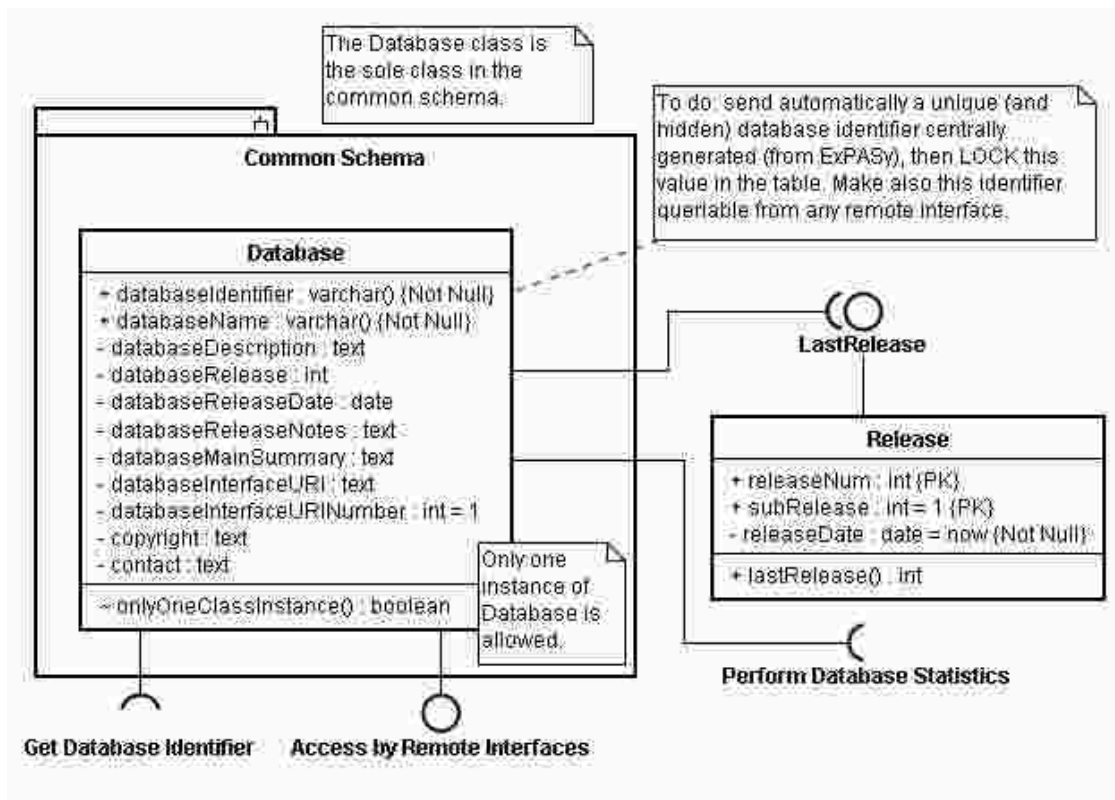 The Database class is
the sole class in the
common schema.
To do: send automatically a unique (and
hidden) database identifier centrally
generated (from ExPASy), then LOCK this
value in the table. Make also this identifier
queriable from any remote interface.
Common Schema
Database
+ databaseIdentifier : varchar() {Not Null}
+ databaseName : varchar() {Not Null}
- databaseDescription : text
- databaseRelease : int
- databaseReleaseDate : date
- databaseReleaseNotes : text
- databaseMainSummary : text
- databaseInterfaceURI : text
- databaseInterfaceURINumber : int = 1
- copyright : text
- contact : text
~ onlyOneClassInstance() : boolean
Only one
instance of
Database is
allowed.
LastRelease
Release
+ releaseNum : int {PK}
+ subRelease : int = 1 {PK}
- releaseDate : date = now {Not Null}
+ lastRelease() : int
Perform Database Statistics
Get Database Identifier
Access by Remote Interfaces